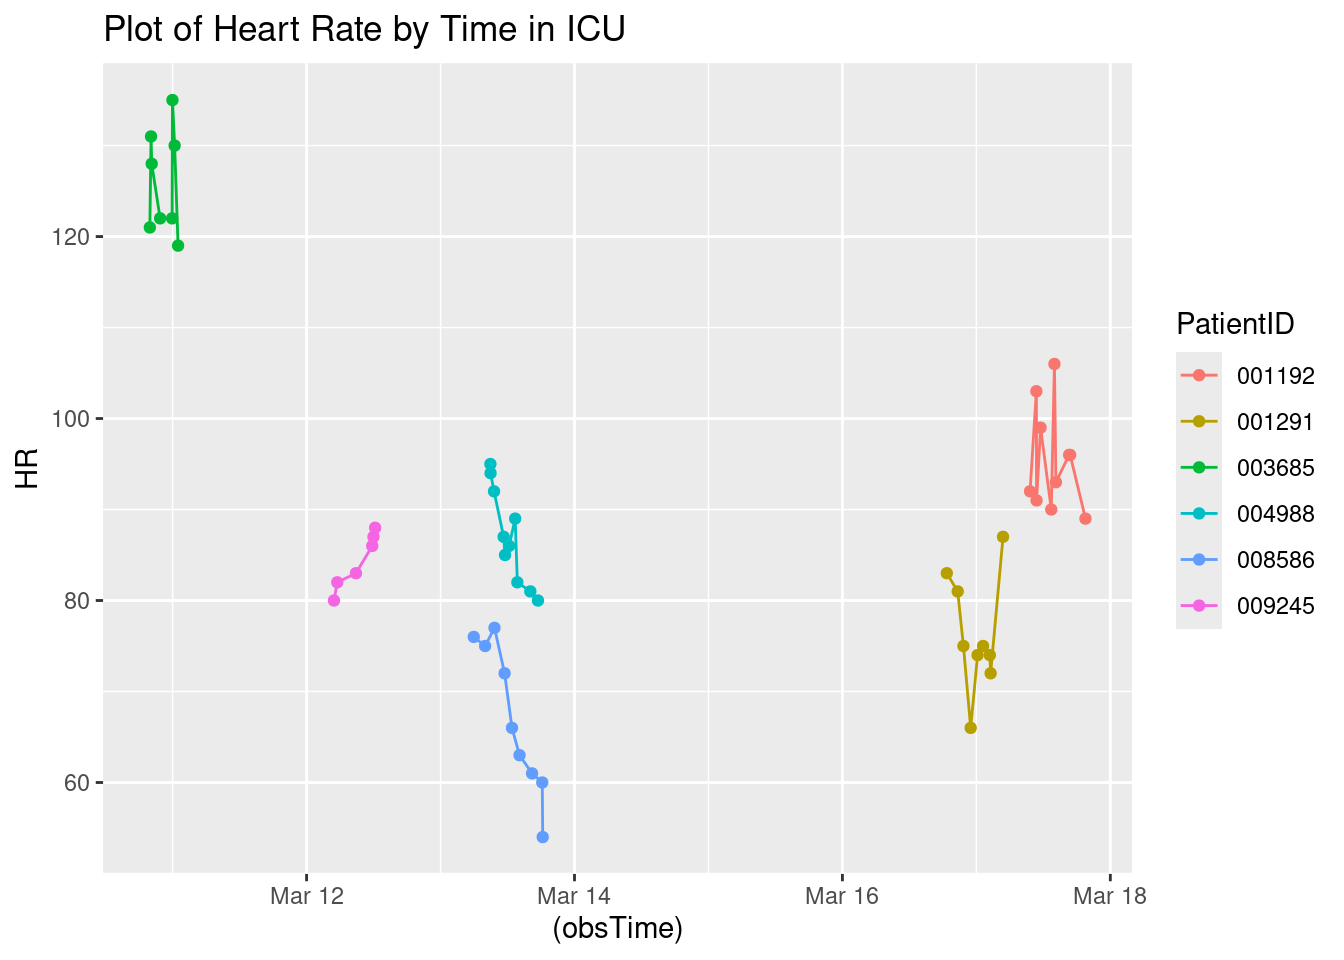 Plot of Heart Rate by Time in ICU
HR
120
100
80
60
Mar 12
Mar 14
Mar 16
Mar 18
(obsTime)
PatientID
001192
001291
003685
004988
008586
009245